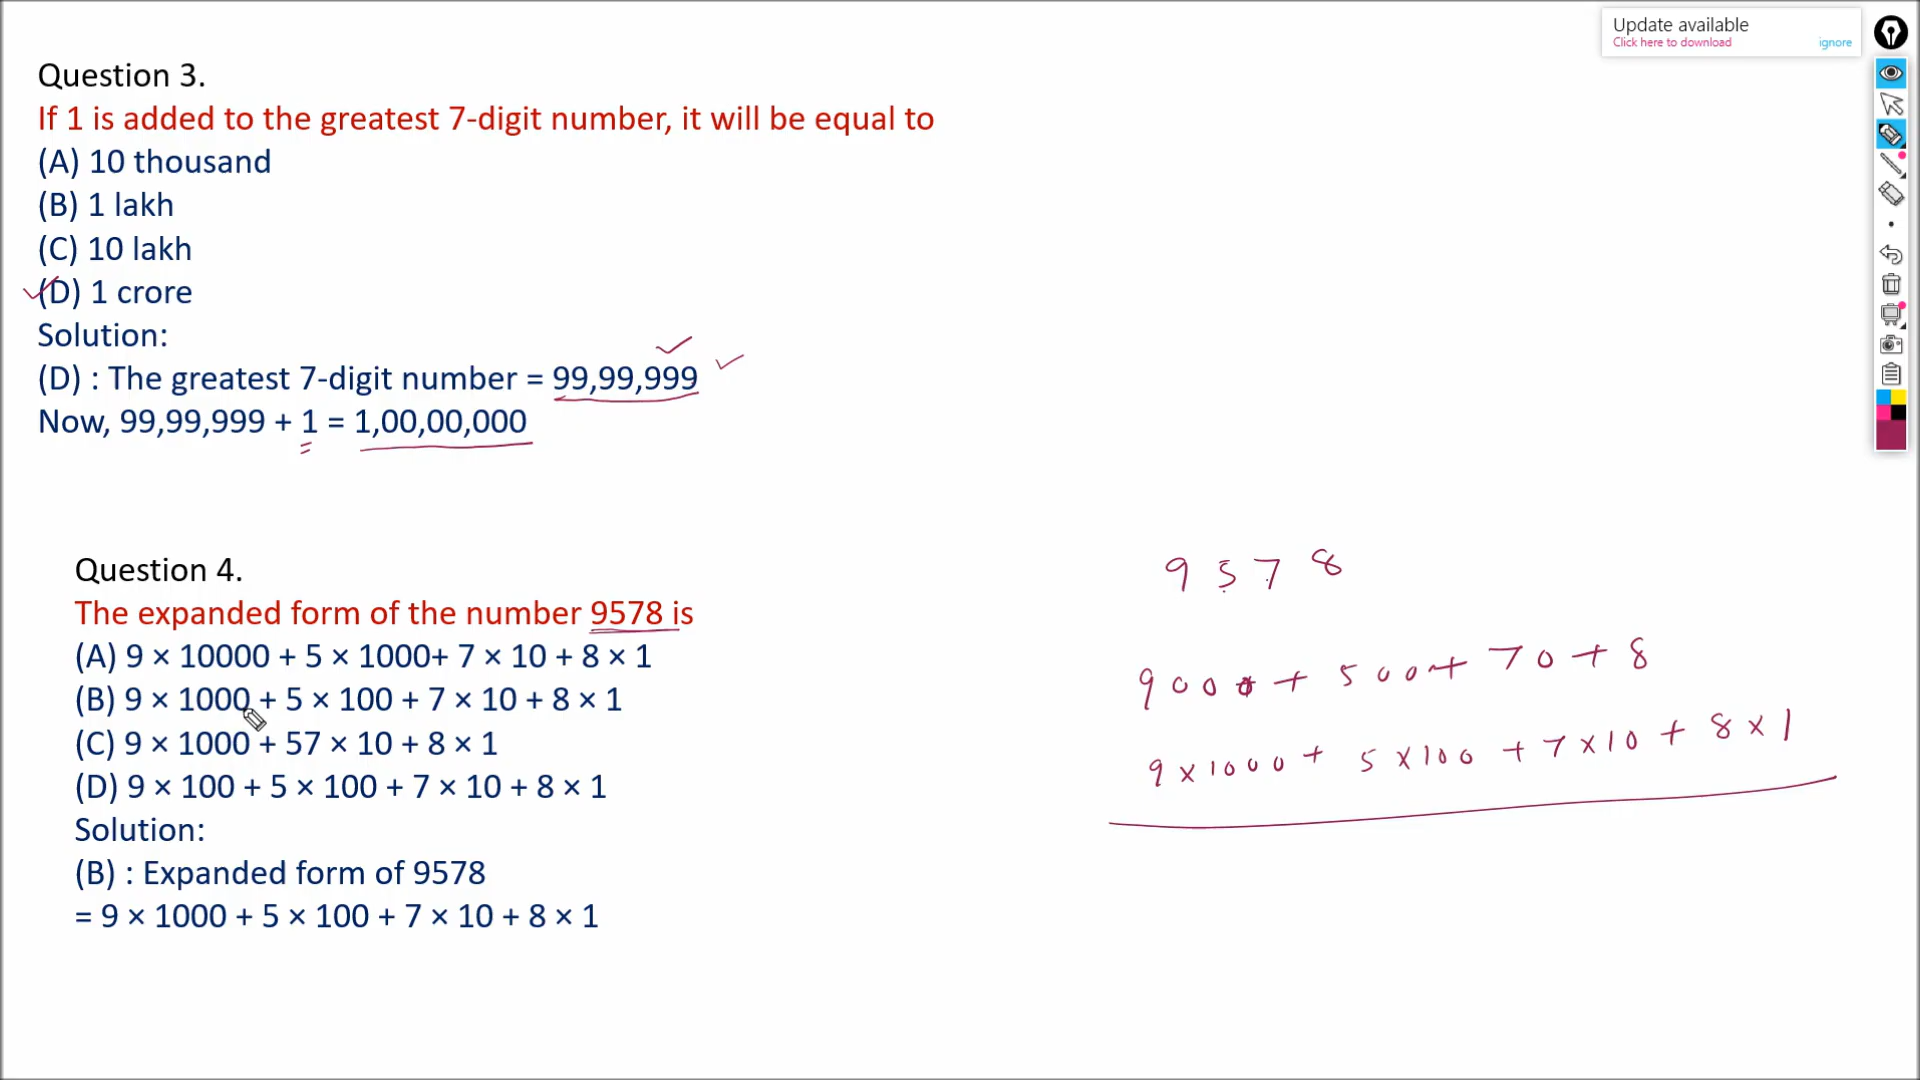 Update available
Click here to download ignore
Question 3.
If 1 is added to the greatest 7-digit number, it will be equal to
(A) 10 thousand
(B) 1 lakh
(C) 10 lakh
(D) 1 crore
Solution:
(D) : The greatest 7-digit number = 99,99,999
Now, 99,99,999 + 1 = 1,00,00,000
Question 4.
The expanded form of the number 9578 is
(A) 9 × 10000 + 5 × 1000+ 7 × 10 + 8 × 1
(B) 9 × 1000 + 5 × 100 + 7 × 10 + 8 × 1
(C) 9 × 1000 + 57 × 10 + 8 × 1
(D) 9 × 100 + 5 × 100 + 7 × 10 + 8 × 1
Solution:
(B) : Expanded form of 9578
= 9 × 1000 + 5 × 100 + 7 × 10 + 8 × 1
9 5 7 8
9000 + 500 + 70 + 8
9 × 1000 + 5 × 100 + 7 × 10 + 8 × 1